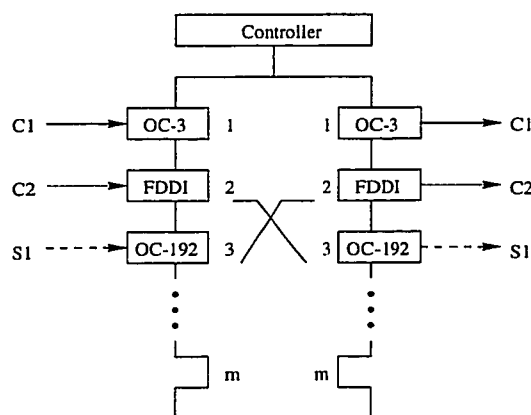 Controller
C1 OC-3 1 1 OC-3 C1
C2 FDDI 2 2 FDDI C2
S1 OC-192 3 3 OC-192 S1
m m